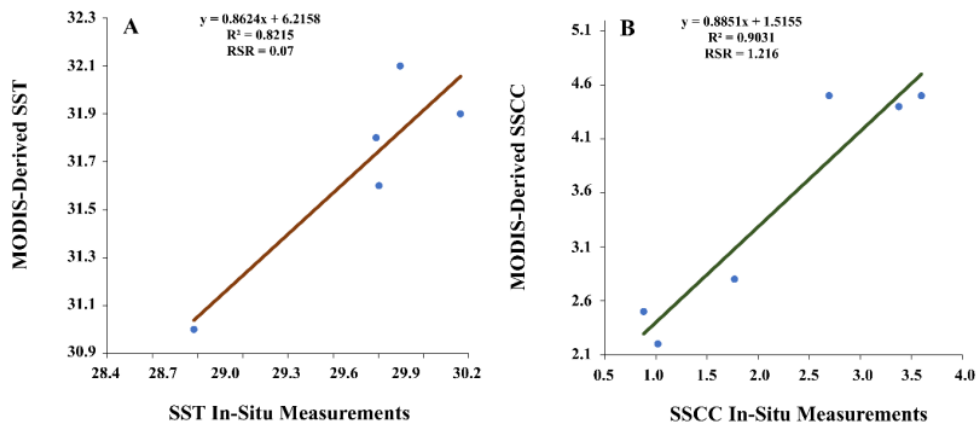 A
y = 0.8624x + 6.2158
R² = 0.8215
RSR = 0.07
MODIS-Derived SST
32.3
32.1
31.9
31.7
31.5
31.3
31.1
31.0
30.9
28.4 28.7 29.0 29.3 29.6 29.9 30.2
SST In-Situ Measurements
B
y = 0.8851x + 1.5155
R² = 0.9031
RSR = 1.216
MODIS-Derived SSCC
5.1
4.6
4.1
3.6
3.1
2.6
2.1
0.5 1.0 1.5 2.0 2.5 3.0 3.5 4.0
SSCC In-Situ Measurements